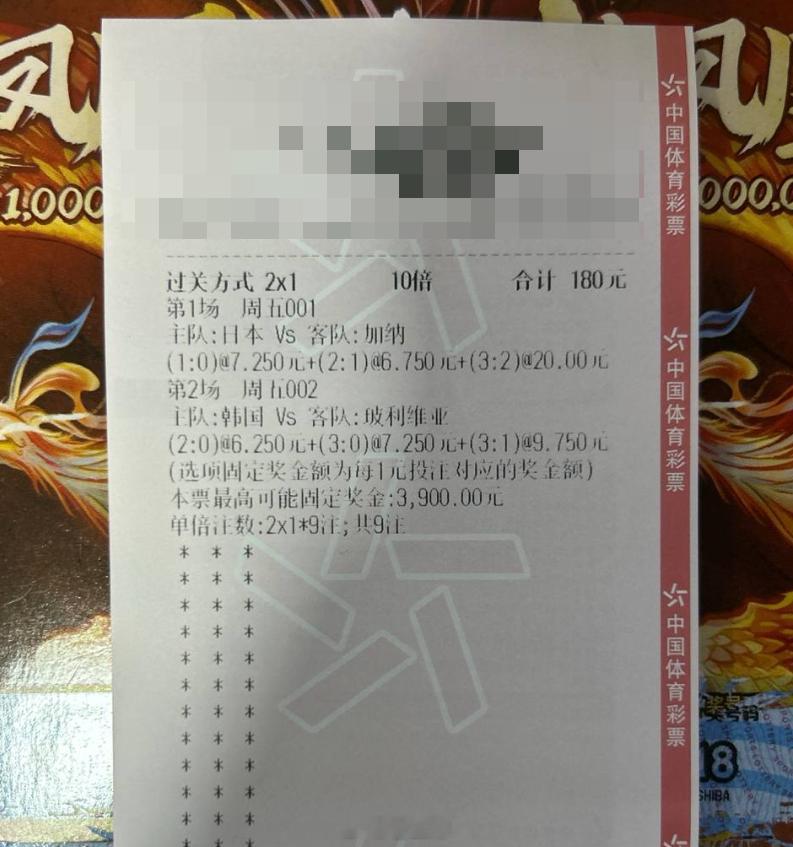 过关方式 2x1 10倍 合计 180元
第1场 周五001
主队:日本 Vs 客队:加纳
(1:0)@7.250元+(2:1)@6.750元+(3:2)@20.00元
第2场 周五002
主队:韩国 Vs 客队:玻利维亚
(2:0)@6.250元+(3:0)@7.250元+(3:1)@9.750元
(选项固定奖金额为每1元投注对应的奖金额)
本票最高可能固定奖金:3,900.00元
单倍注数:2x1*9注;共9注
* * *
* * *
* * *
* * *
* * *
* * *
* * *
* * *
* * *
* * *
* * *
* * *
中国体育彩票
中国体育彩票
中国体育彩票
1,000
000,0
号码
18
SHIBA